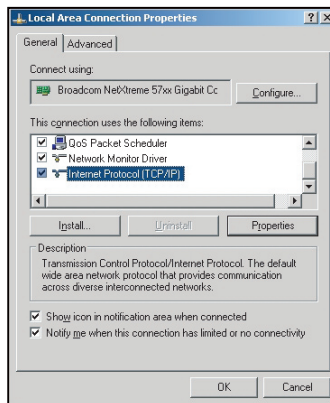 Local Area Connection Properties
General Advanced
Connect using:
Broadcom NetXtreme 57xx Gigabit Cc Configure...
This connection uses the following items:
QoS Packet Scheduler
Network Monitor Driver
Internet Protocol (TCP/IP)
Install... Uninstall Properties
Description
Transmission Control Protocol/Internet Protocol. The default
wide area network protocol that provides communication
across diverse interconnected networks.
Show icon in notification area when connected
Notify me when this connection has limited or no connectivity
OK Cancel